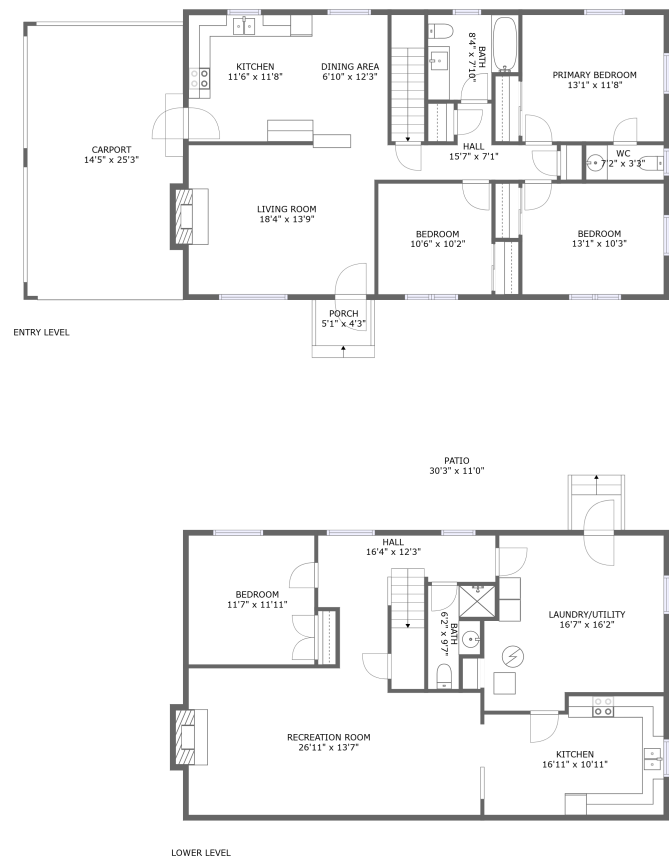 KITCHEN
11'6" x 11'8"
DINING AREA
6'10" x 12'3"
BATH
8'4" x 7'10"
PRIMARY BEDROOM
13'1" x 11'8"
CARPORT
14'5" x 25'3"
HALL
15'7" x 7'1"
WC
7'2" x 3'3"
LIVING ROOM
18'4" x 13'9"
BEDROOM
10'6" x 10'2"
BEDROOM
13'1" x 10'3"
PORCH
5'1" x 4'3"
ENTRY LEVEL
PATIO
30'3" x 11'0"
HALL
16'4" x 12'3"
BEDROOM
11'7" x 11'11"
BATH
6'2" x 9'7"
LAUNDRY/UTILITY
16'7" x 16'2"
RECREATION ROOM
26'11" x 13'7"
KITCHEN
16'11" x 10'11"
LOWER LEVEL